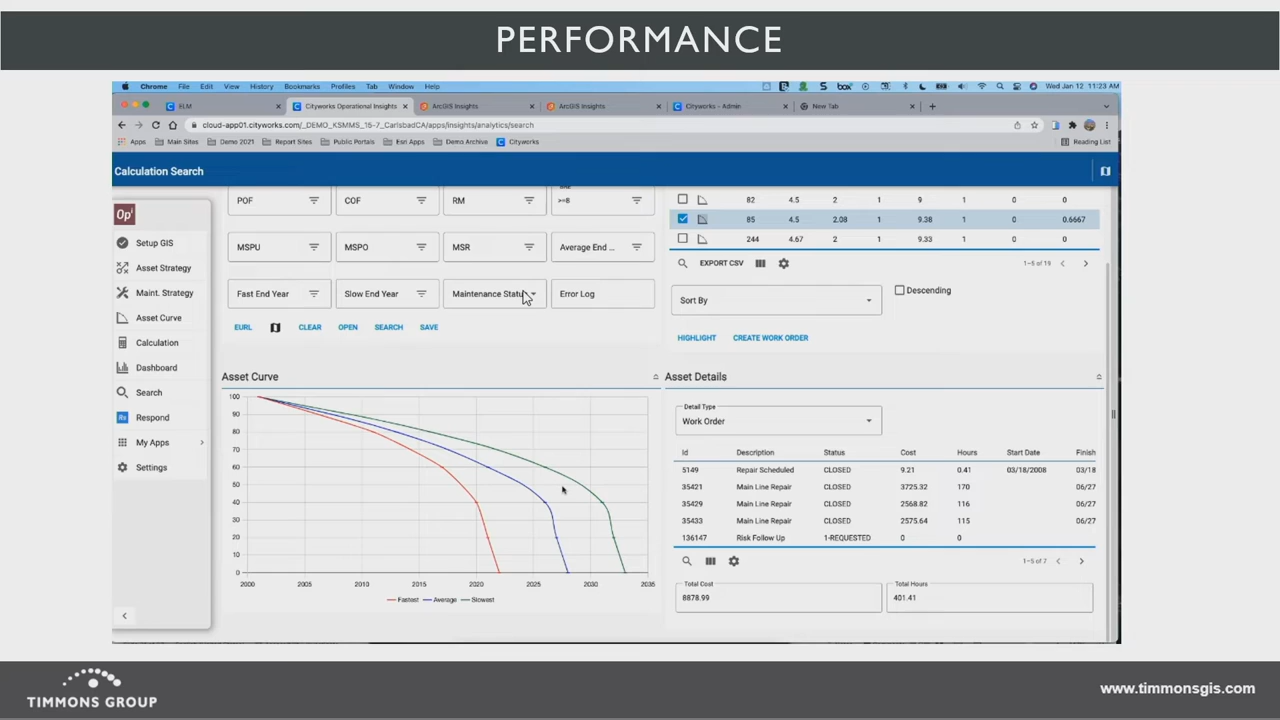 PERFORMANCE
Chrome File Edit View History Bookmarks Profiles Tab Window Help
S box Wed Jan 12 11:23 AM
ELM
Cityworks Operational Insights
ArcGIS Insights
ArcGIS Insights
Cityworks - Admin
New Tab
cloud-app01.cityworks.com/_DEMO_KSMMS_15-7_CarlsbadCA/apps/insights/analytics/search
Apps Main Sites Demo 2021 Report Sites Public Portals Esri Apps Demo Archive Cityworks Reading List
Calculation Search
Op
Setup GIS
Asset Strategy
Maint. Strategy
Asset Curve
Calculation
Dashboard
Search
Rx Respond
My Apps
Settings
POF COF RM >=8
MSPU MSPO MSR Average End ...
Fast End Year Slow End Year Maintenance Statu Error Log
EURL CLEAR OPEN SEARCH SAVE
82 4.5 2 1 9 1 0 0
85 4.5 2.08 1 9.38 1 0 0.6667
244 4.67 2 1 9.33 1 0 0
EXPORT CSV 1-6 of 19
Sort By
Descending
HIGHLIGHT CREATE WORK ORDER
Asset Curve
100
90
80
70
60
50
40
30
20
10
0
2000 2005 2010 2015 2020 2025 2030 2035
Fastest Average Slowest
Asset Details
Detail Type
Work Order
Id Description Status Cost Hours Start Date Finish
5149 Repair Scheduled CLOSED 9.21 0.41 03/18/2008 03/18
35421 Main Line Repair CLOSED 3725.32 170 06/27
35429 Main Line Repair CLOSED 2568.82 116 06/27
35433 Main Line Repair CLOSED 2575.64 115 06/27
136147 Risk Follow Up 1-REQUESTED 0 0
1-5 of 7
Total Cost
8878.99
Total Hours
401.41
TIMMONS GROUP
www.timmonsgis.com